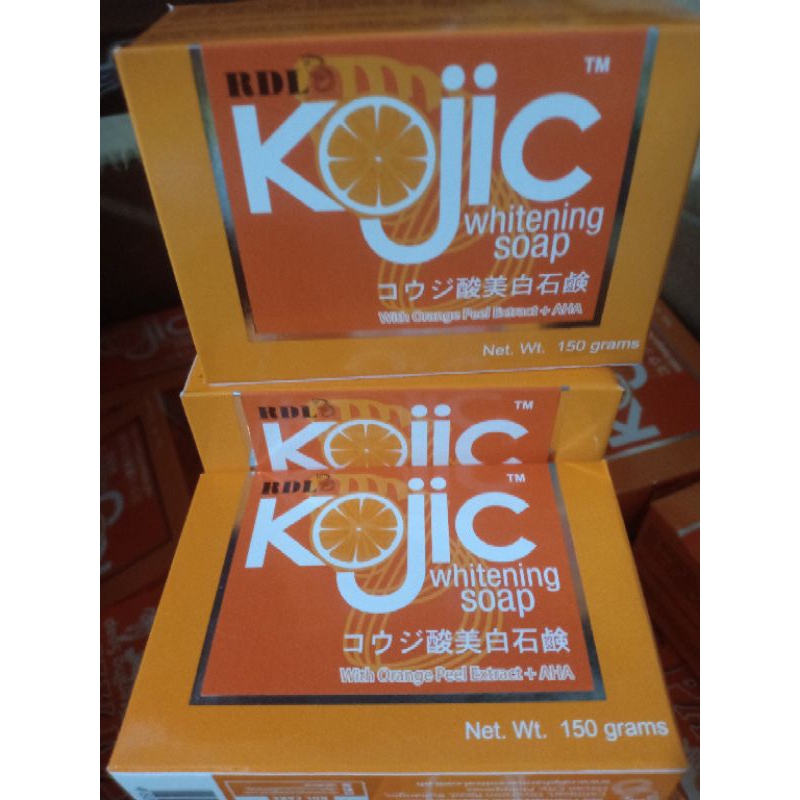 RDL
TM
Kojic
whitening
soap
コウジ酸美白石鹸
With Orange Peel Extract + AHA
Net. Wt. 150 grams
RDL
TM
Kojic
RDL
TM
Kojic
whitening
soap
コウジ酸美白石鹸
With Orange Peel Extract + AHA
Net. Wt. 150 grams